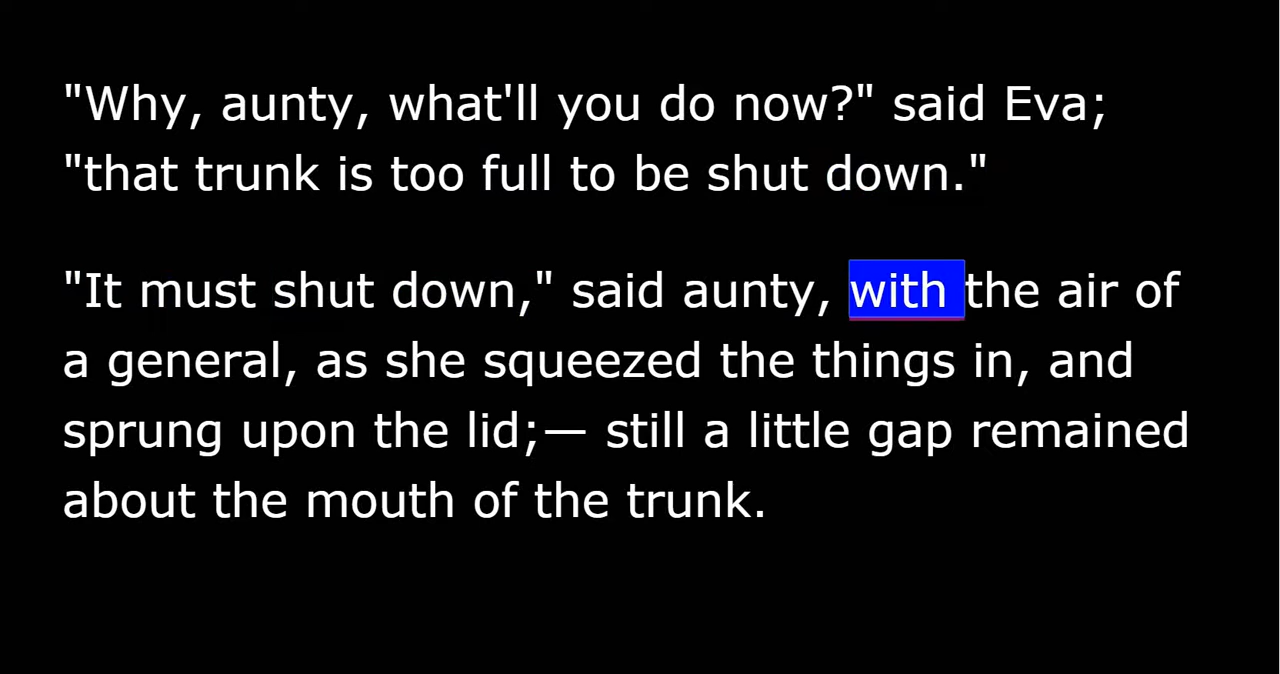 "Why, aunty, what'll you do now?" said Eva;
"that trunk is too full to be shut down."
"It must shut down," said aunty, with the air of
a general, as she squeezed the things in, and
sprung upon the lid;— still a little gap remained
about the mouth of the trunk.